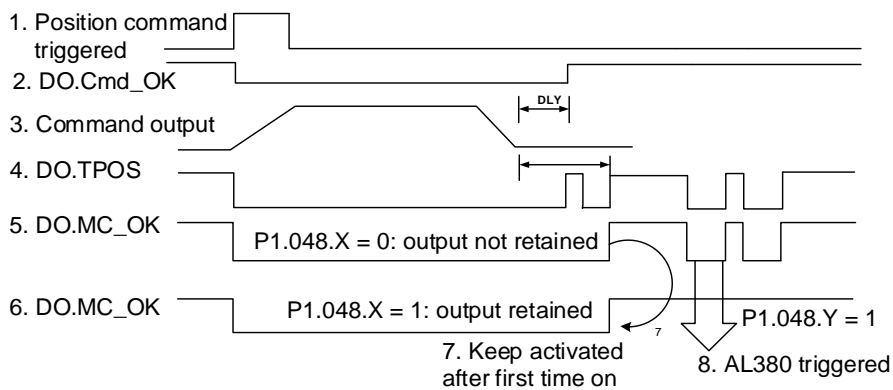 1. Position command
triggered
2. DO.Cmd_OK
DLY
3. Command output
4. DO.TPOS
5. DO.MC_OK
P1.048.X = 0: output not retained
6. DO.MC_OK
P1.048.X = 1: output retained
7
P1.048.Y = 1
7. Keep activated
after first time on
8. AL380 triggered